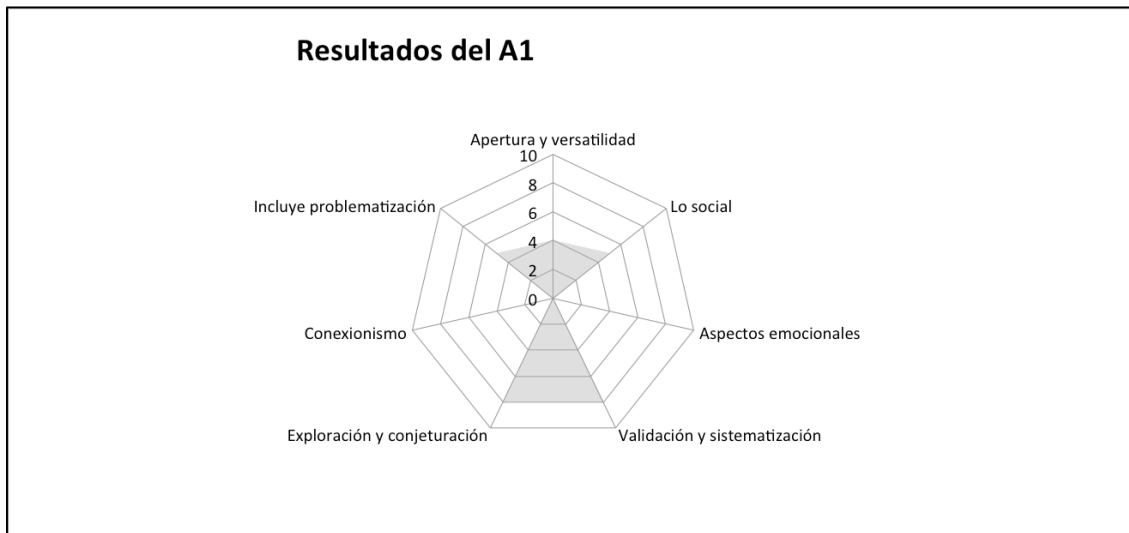 Resultados del A1
Apertura y versatilidad
10
8
6
4
2
0
Incluye problematización
Lo social
Conexionismo
Aspectos emocionales
Exploración y conjeturación
Validación y sistematización